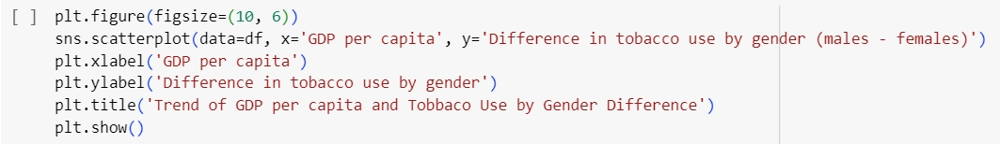 [ ] plt.figure(figsize=(10, 6))
sns.scatterplot(data=df, x='GDP per capita', y='Difference in tobacco use by gender (males - females)')
plt.xlabel('GDP per capita')
plt.ylabel('Difference in tobacco use by gender')
plt.title('Trend of GDP per capita and Tobbaco Use by Gender Difference')
plt.show()